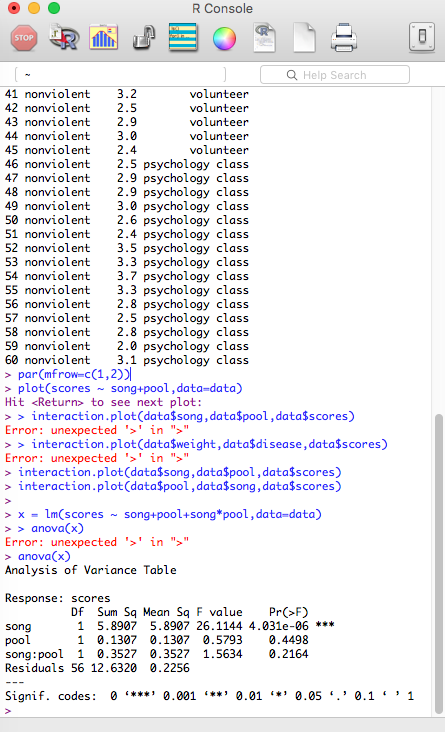 R Console
STOP
R
~
Help Search
41 nonviolent    3.2        volunteer
42 nonviolent    2.5        volunteer
43 nonviolent    2.9        volunteer
44 nonviolent    3.0        volunteer
45 nonviolent    2.4        volunteer
46 nonviolent    2.5 psychology class
47 nonviolent    2.9 psychology class
48 nonviolent    2.9 psychology class
49 nonviolent    3.0 psychology class
50 nonviolent    2.6 psychology class
51 nonviolent    2.4 psychology class
52 nonviolent    3.5 psychology class
53 nonviolent    3.3 psychology class
54 nonviolent    3.7 psychology class
55 nonviolent    3.3 psychology class
56 nonviolent    2.8 psychology class
57 nonviolent    2.5 psychology class
58 nonviolent    2.8 psychology class
59 nonviolent    2.0 psychology class
60 nonviolent    3.1 psychology class
> par(mfrow=c(1,2))
> plot(scores ~ song+pool,data=data)
Hit <Return> to see next plot:
> > interaction.plot(data$song,data$pool,data$scores)
Error: unexpected '>' in ">"
> > interaction.plot(data$weight,data$disease,data$scores)
Error: unexpected '>' in ">"
> interaction.plot(data$song,data$pool,data$scores)
> interaction.plot(data$pool,data$song,data$scores)
>
> x = lm(scores ~ song+pool+song*pool,data=data)
> > anova(x)
Error: unexpected '>' in ">"
> anova(x)
Analysis of Variance Table
Response: scores
          Df  Sum Sq Mean Sq F value    Pr(>F)
song       1  5.8907  5.8907 26.1144 4.031e-06 ***
pool       1  0.1307  0.1307  0.5793    0.4498
song:pool  1  0.3527  0.3527  1.5634    0.2164
Residuals 56 12.6320  0.2256
---
Signif. codes:  0 ‘***’ 0.001 ‘**’ 0.01 ‘*’ 0.05 ‘.’ 0.1 ‘ ’ 1
>